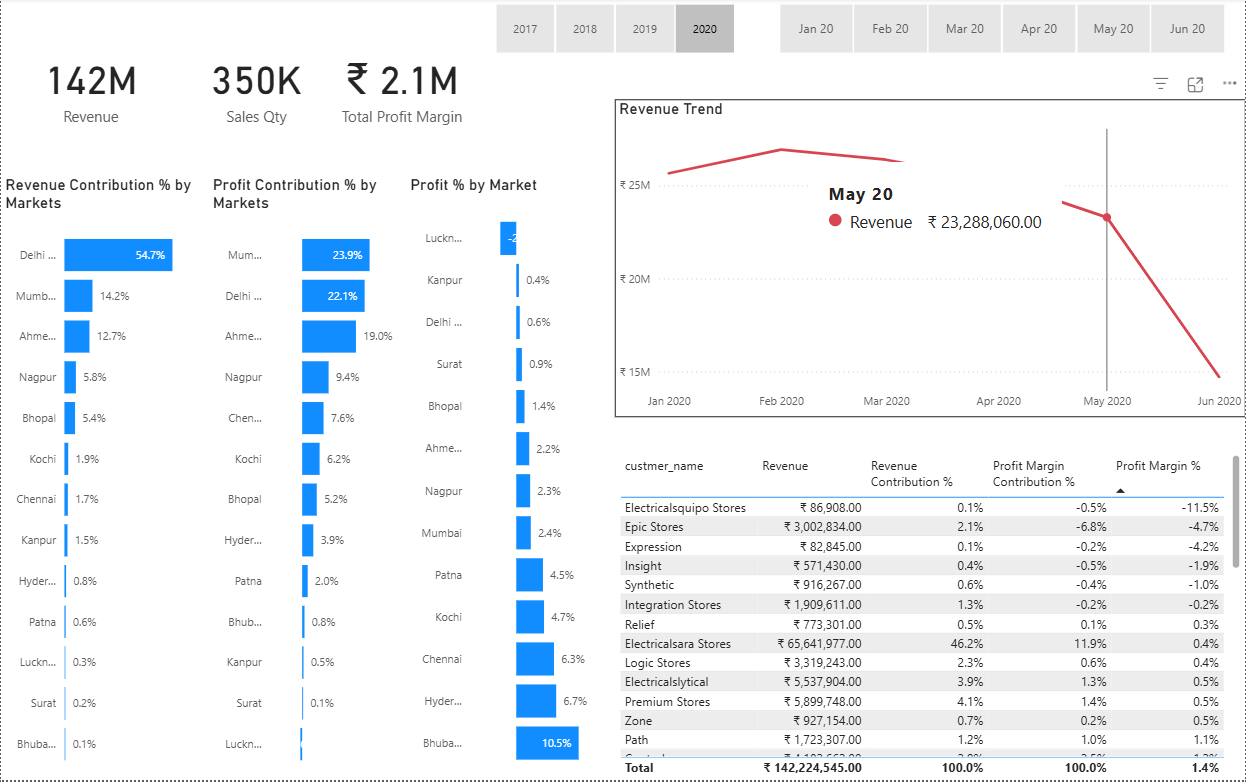 2017 2018 2019 2020 Jan 20 Feb 20 Mar 20 Apr 20 May 20 Jun 20
142M 350K ₹ 2.1M
Revenue Sales Qty Total Profit Margin
Revenue Contribution % by
Markets
Delhi ... 54.7%
Mumb... 14.2%
Ahme... 12.7%
Nagpur 5.8%
Bhopal 5.4%
Kochi 1.9%
Chennai 1.7%
Kanpur 1.5%
Hyder... 0.8%
Patna 0.6%
Luckn... 0.3%
Surat 0.2%
Bhuba... 0.1%
Profit Contribution % by
Markets
Mum... 23.9%
Delhi ... 22.1%
Ahme... 19.0%
Nagpur 9.4%
Chen... 7.6%
Kochi 6.2%
Bhopal 5.2%
Hyder... 3.9%
Patna 2.0%
Bhub... 0.8%
Kanpur 0.5%
Surat 0.1%
Luckn...
Profit % by Market
Luckn... -2
Kanpur 0.4%
Delhi ... 0.6%
Surat 0.9%
Bhopal 1.4%
Ahme... 2.2%
Nagpur 2.3%
Mumbai 2.4%
Patna 4.5%
Kochi 4.7%
Chennai 6.3%
Hyder... 6.7%
Bhuba... 10.5%
Revenue Trend
₹ 25M
May 20
Revenue ₹ 23,288,060.00
₹ 20M
₹ 15M
Jan 2020 Feb 2020 Mar 2020 Apr 2020 May 2020 Jun 2020
custmer_name Revenue Revenue Contribution % Profit Margin Contribution % Profit Margin %
Electricalsquipo Stores ₹ 86,908.00 0.1% -0.5% -11.5%
Epic Stores ₹ 3,002,834.00 2.1% -6.8% -4.7%
Expression ₹ 82,845.00 0.1% -0.2% -4.2%
Insight ₹ 571,430.00 0.4% -0.5% -1.9%
Synthetic ₹ 916,267.00 0.6% -0.4% -1.0%
Integration Stores ₹ 1,909,611.00 1.3% -0.2% -0.2%
Relief ₹ 773,301.00 0.5% 0.1% 0.3%
Electricalsara Stores ₹ 65,641,977.00 46.2% 11.9% 0.4%
Logic Stores ₹ 3,319,243.00 2.3% 0.6% 0.4%
Electricalslytical ₹ 5,537,904.00 3.9% 1.3% 0.5%
Premium Stores ₹ 5,899,748.00 4.1% 1.4% 0.5%
Zone ₹ 927,154.00 0.7% 0.2% 0.5%
Path ₹ 1,723,307.00 1.2% 1.0% 1.1%
Total ₹ 142,224,545.00 100.0% 100.0% 1.4%